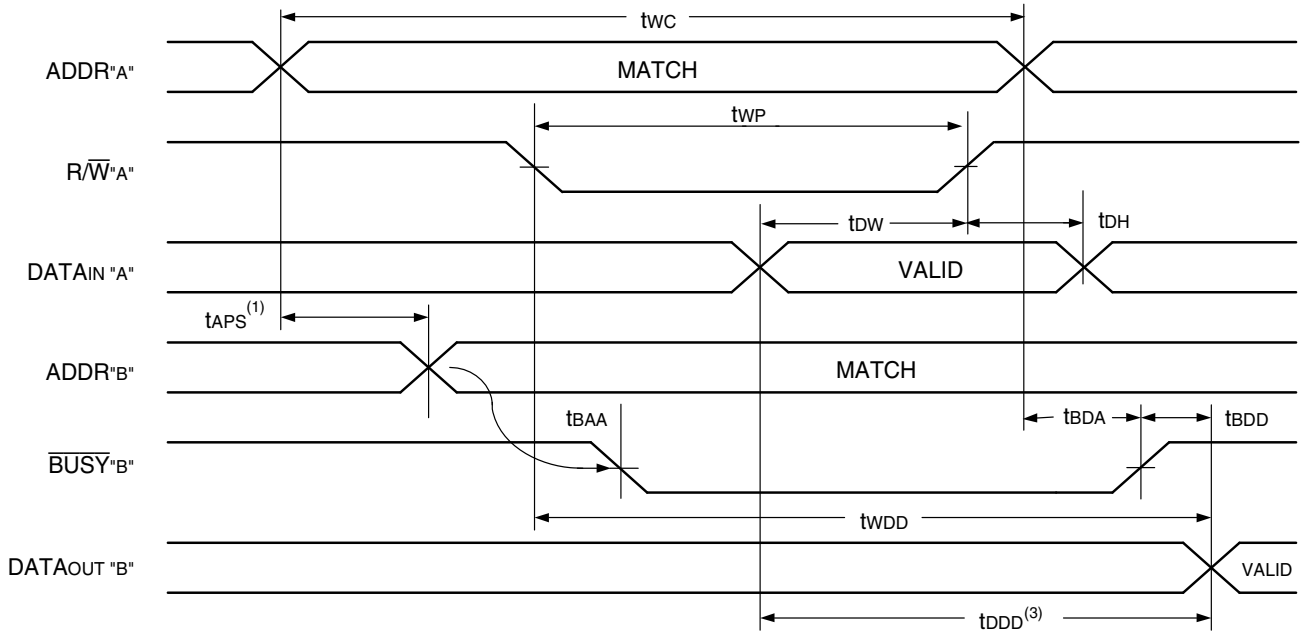 tWC
ADDR"A"
MATCH
tWP
R/W̅"A"
tDW
tDH
DATAIN "A"
VALID
tAPS(1)
ADDR"B"
MATCH
tBAA
tBDA
tBDD
B̅U̅S̅Y̅"B"
tWDD
DATAOUT "B"
VALID
tDDD(3)